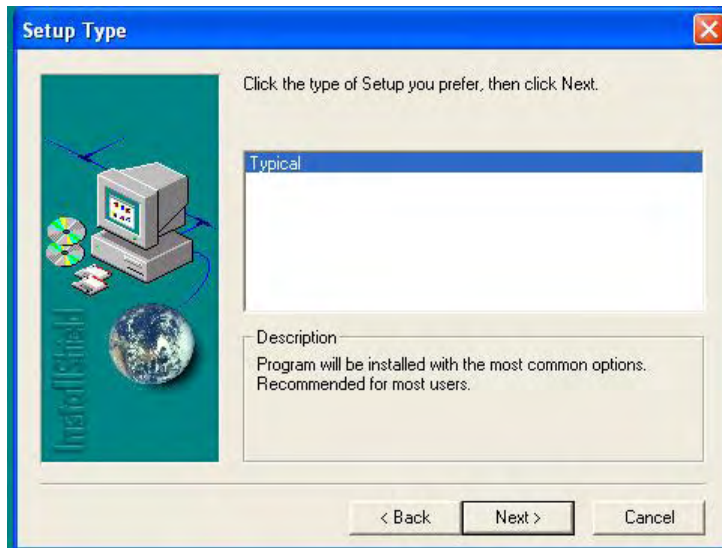 Setup Type
Click the type of Setup you prefer, then click Next.
Typical
InstallShield
Description
Program will be installed with the most common options.
Recommended for most users.
< Back
Next >
Cancel